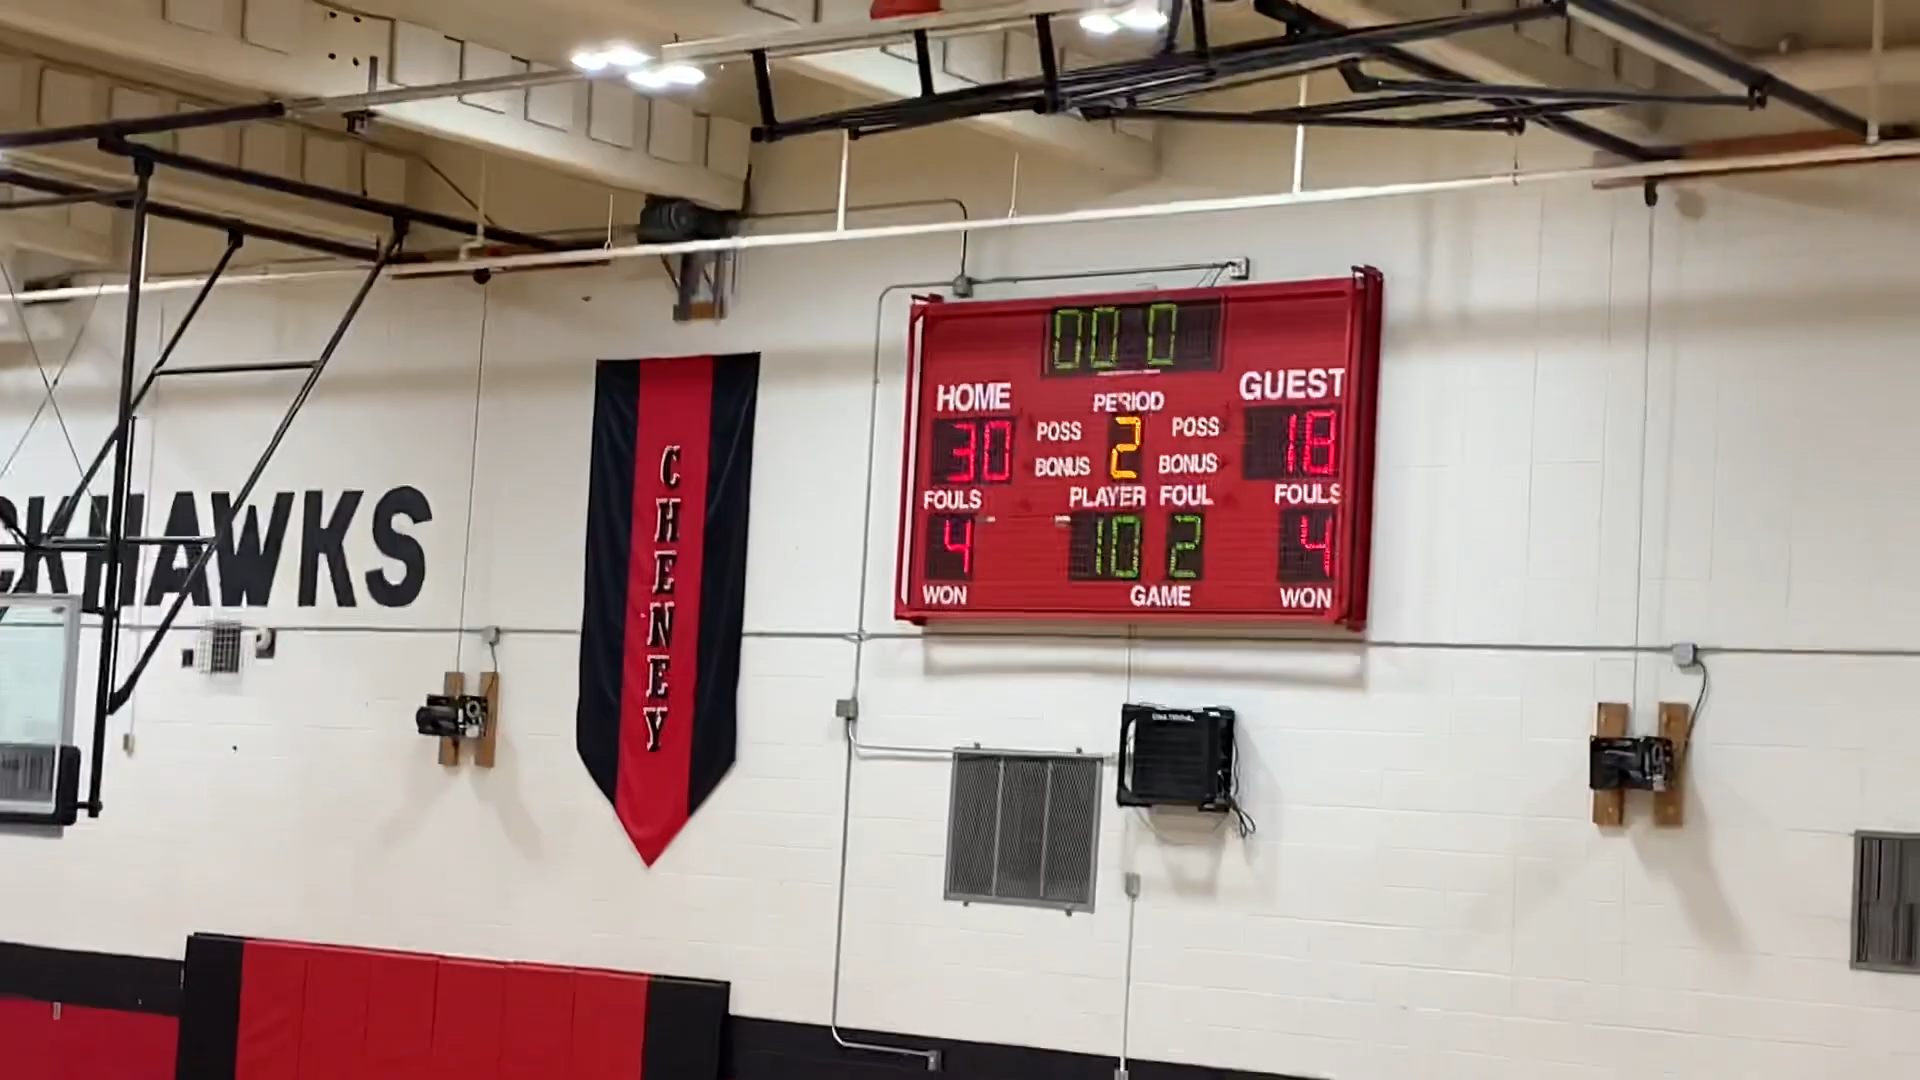 00 0
HOME PERIOD GUEST
30 POSS 2 POSS 18
BONUS BONUS
FOULS PLAYER FOUL FOULS
4 10 2 4
WON GAME WON
CKHAWKS
CHENEY